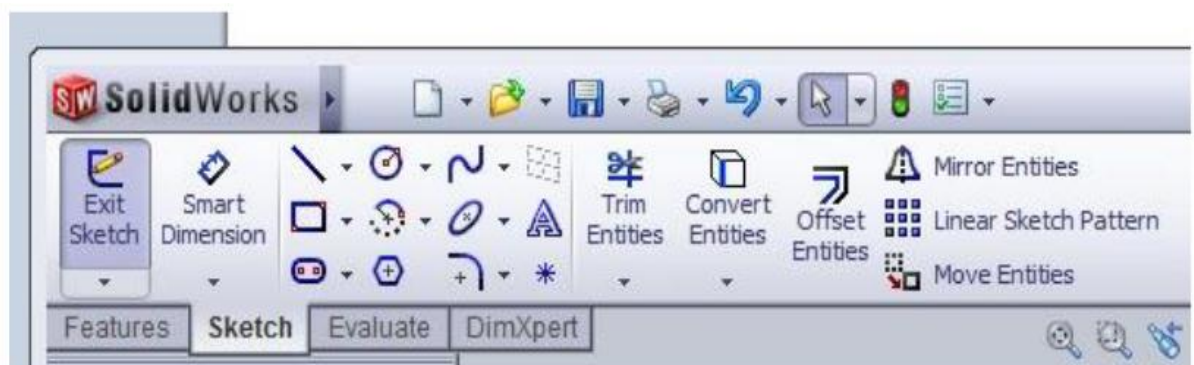 SW SolidWorks
Exit Sketch
Smart Dimension
Trim Entities
Convert Entities
Offset Entities
Mirror Entities
Linear Sketch Pattern
Move Entities
Features Sketch Evaluate DimXpert